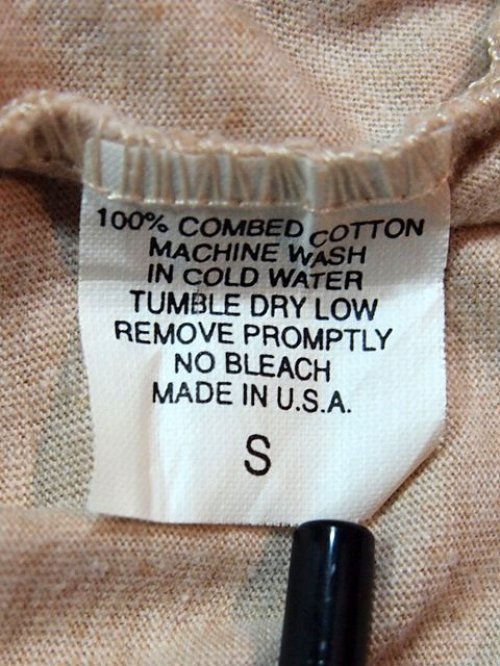 100% COMBED COTTON
MACHINE WASH
IN COLD WATER
TUMBLE DRY LOW
REMOVE PROMPTLY
NO BLEACH
MADE IN U.S.A.
S